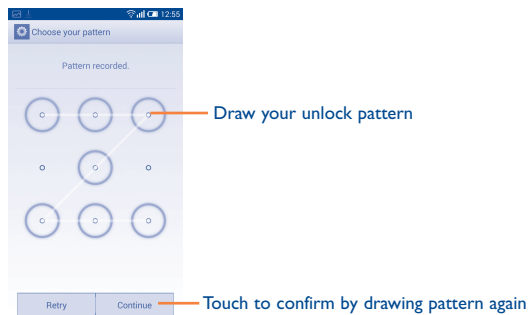 12:55
Choose your pattern
Pattern recorded.
Draw your unlock pattern
Retry
Continue
Touch to confirm by drawing pattern again